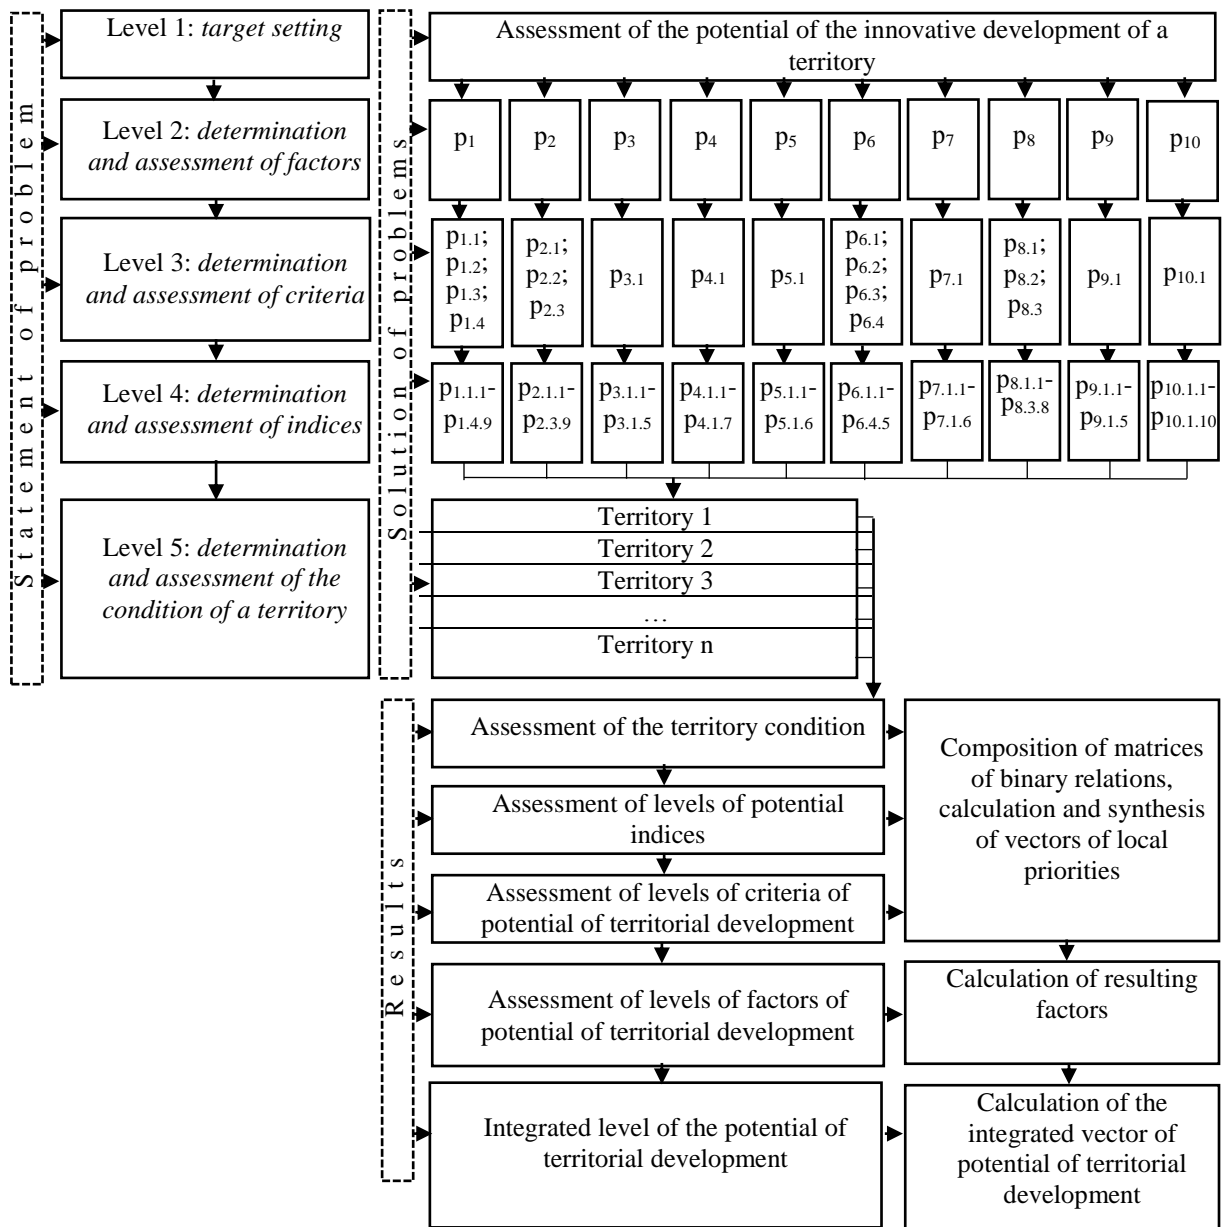 Statement of problem
Level 1: target setting
Level 2: determination
and assessment of factors
Level 3: determination
and assessment of criteria
Level 4: determination
and assessment of indices
Level 5: determination
and assessment of the
condition of a territory
Solution of problems
Assessment of the potential of the innovative development of a
territory
p1
p2
p3
p4
p5
p6
p7
p8
p9
p10
p1.1;
p1.2;
p1.3;
p1.4
p2.1;
p2.2;
p2.3
p3.1
p4.1
p5.1
p6.1;
p6.2;
p6.3;
p6.4
p7.1
p8.1;
p8.2;
p8.3
p9.1
p10.1
p1.1.1-
p1.4.9
p2.1.1-
p2.3.9
p3.1.1-
p3.1.5
p4.1.1-
p4.1.7
p5.1.1-
p5.1.6
p6.1.1-
p6.4.5
p7.1.1-
p7.1.6
p8.1.1-
p8.3.8
p9.1.1-
p9.1.5
p10.1.1-
p10.1.10
Territory 1
Territory 2
Territory 3
…
Territory n
Results
Assessment of the territory condition
Assessment of levels of potential
indices
Assessment of levels of criteria of
potential of territorial development
Assessment of levels of factors of
potential of territorial development
Integrated level of the potential of
territorial development
Composition of matrices
of binary relations,
calculation and synthesis
of vectors of local
priorities
Calculation of resulting
factors
Calculation of the
integrated vector of
potential of territorial
development